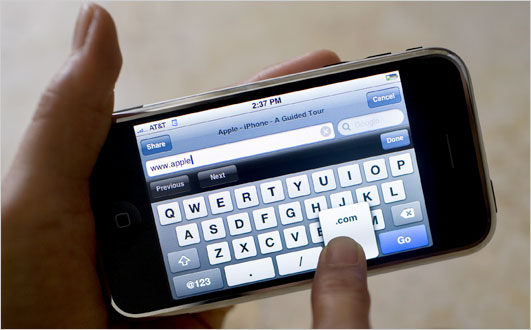 AT&T 2:37 PM
Apple - iPhone - A Guided Tour
Share
Cancel
www.apple
Google
Previous
Next
Done
Q W E R T Y U I O P
A S D F G H J K L
Z X C V B M
.com
@123
.
/
Go